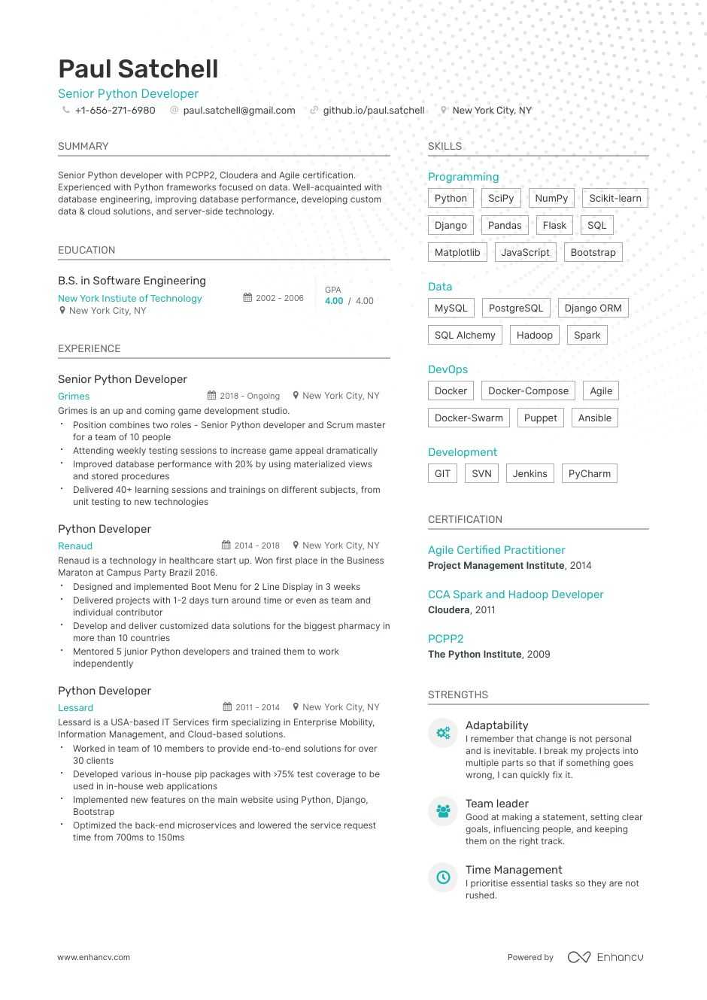 Paul Satchell
Senior Python Developer
+1-656-271-6980 paul.satchell@gmail.com github.io/paul.satchell New York City, NY
SUMMARY
Senior Python developer with PCPP2, Cloudera and Agile certification.
Experienced with Python frameworks focused on data. Well-acquainted with
database engineering, improving database performance, developing custom
data & cloud solutions, and server-side technology.
EDUCATION
B.S. in Software Engineering
New York Instiute of Technology
2002 - 2006
New York City, NY
GPA
4.00 / 4.00
EXPERIENCE
Senior Python Developer
Grimes 2018 - Ongoing New York City, NY
Grimes is an up and coming game development studio.
· Position combines two roles - Senior Python developer and Scrum master
for a team of 10 people
· Attending weekly testing sessions to increase game appeal dramatically
· Improved database performance with 20% by using materialized views
and stored procedures
· Delivered 40+ learning sessions and trainings on different subjects, from
unit testing to new technologies
Python Developer
Renaud 2014 - 2018 New York City, NY
Renaud is a technology in healthcare start up. Won first place in the Business
Maraton at Campus Party Brazil 2016.
· Designed and implemented Boot Menu for 2 Line Display in 3 weeks
· Delivered projects with 1-2 days turn around time or even as team and
individual contributor
· Develop and deliver customized data solutions for the biggest pharmacy in
more than 10 countries
· Mentored 5 junior Python developers and trained them to work
independently
Python Developer
Lessard 2011 - 2014 New York City, NY
Lessard is a USA-based IT Services firm specializing in Enterprise Mobility,
Information Management, and Cloud-based solutions.
· Worked in team of 10 members to provide end-to-end solutions for over
30 clients
· Developed various in-house pip packages with >75% test coverage to be
used in in-house web applications
· Implemented new features on the main website using Python, Django,
Bootstrap
· Optimized the back-end microservices and lowered the service request
time from 700ms to 150ms
SKILLS
Programming
Python SciPy NumPy Scikit-learn
Django Pandas Flask SQL
Matplotlib JavaScript Bootstrap
Data
MySQL PostgreSQL Django ORM
SQL Alchemy Hadoop Spark
DevOps
Docker Docker-Compose Agile
Docker-Swarm Puppet Ansible
Development
GIT SVN Jenkins PyCharm
CERTIFICATION
Agile Certified Practitioner
Project Management Institute, 2014
CCA Spark and Hadoop Developer
Cloudera, 2011
PCPP2
The Python Institute, 2009
STRENGTHS
Adaptability
I remember that change is not personal
and is inevitable. I break my projects into
multiple parts so that if something goes
wrong, I can quickly fix it.
Team leader
Good at making a statement, setting clear
goals, influencing people, and keeping
them on the right track.
Time Management
I prioritise essential tasks so they are not
rushed.
www.enhancv.com
Powered by Enhancv